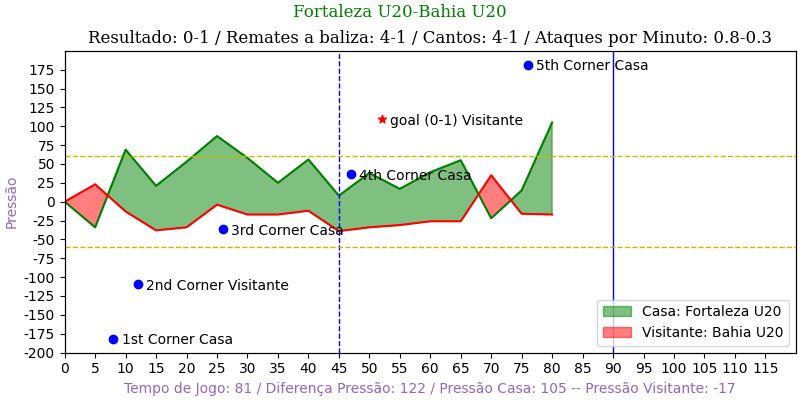 Fortaleza U20-Bahia U20
Resultado: 0-1 / Remates a baliza: 4-1 / Cantos: 4-1 / Ataques por Minuto: 0.8-0.3
175
150
125
100
75
50
25
0
-25
-50
-75
-100
-125
-150
-175
-200
Pressão
5th Corner Casa
goal (0-1) Visitante
4th Corner Casa
3rd Corner Casa
2nd Corner Visitante
1st Corner Casa
Casa: Fortaleza U20
Visitante: Bahia U20
0 5 10 15 20 25 30 35 40 45 50 55 60 65 70 75 80 85 90 95 100 105 110 115
Tempo de Jogo: 81 / Diferença Pressão: 122 / Pressão Casa: 105 -- Pressão Visitante: -17